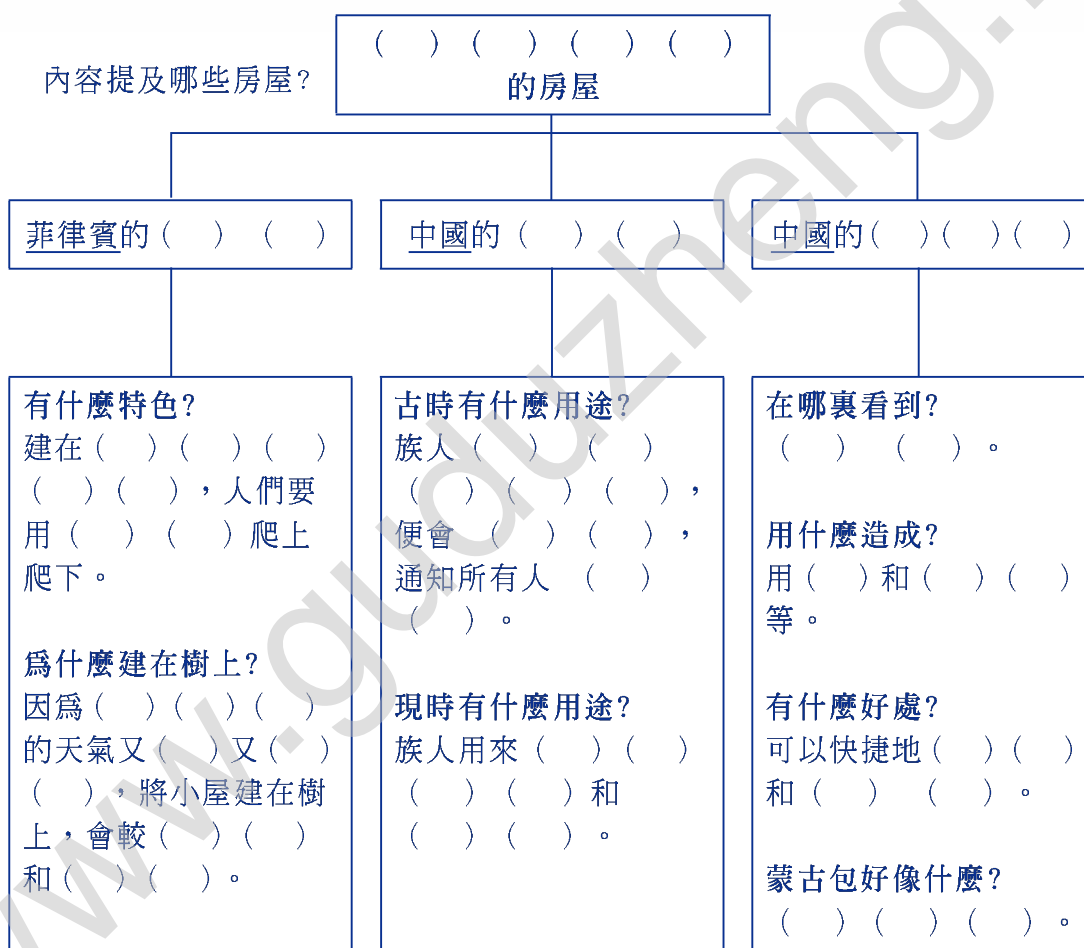 內容提及哪些房屋?
(　)(　)(　)(　)
的房屋
菲律賓的(　)(　)
中國的(　)(　)
中國的(　)(　)(　)
有什麼特色?
建在(　)(　)(　)
(　)(　)，人們要
用(　)(　)爬上
爬下。
爲什麼建在樹上?
因爲(　)(　)(　)
的天氣又(　)又(　)
(　)，將小屋建在樹
上，會較(　)(　)
和(　)(　)。
古時有什麼用途?
族人(　)(　)
(　)(　)(　)，
便會(　)(　)，
通知所有人(　)
(　)。
現時有什麼用途?
族人用來(　)(　)
(　)(　)和
(　)(　)。
在哪裏看到?
(　)(　)。
用什麼造成?
用(　)和(　)(　)
等。
有什麼好處?
可以快捷地(　)(　)
和(　)(　)。
蒙古包好像什麼?
(　)(　)(　)。
www.guduzheng.